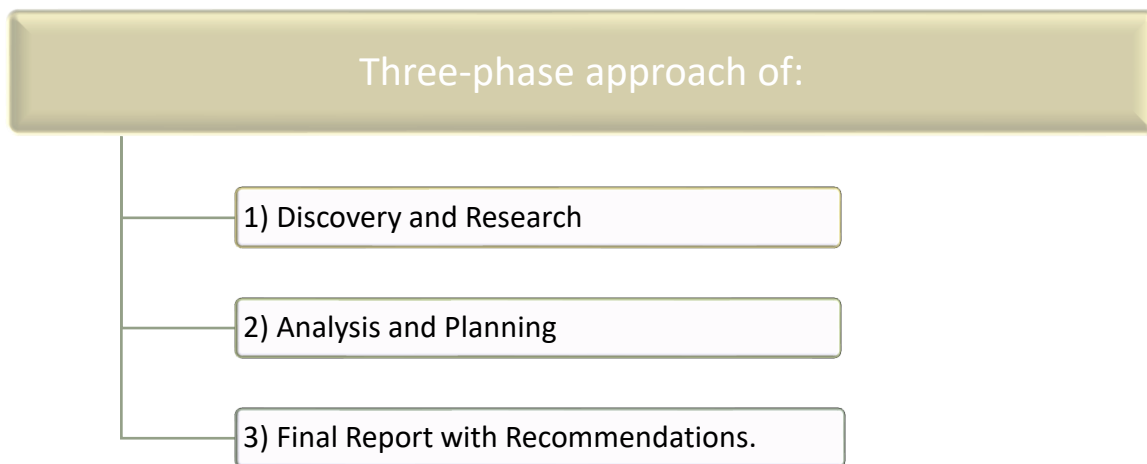 Three-phase approach of:
1) Discovery and Research
2) Analysis and Planning
3) Final Report with Recommendations.